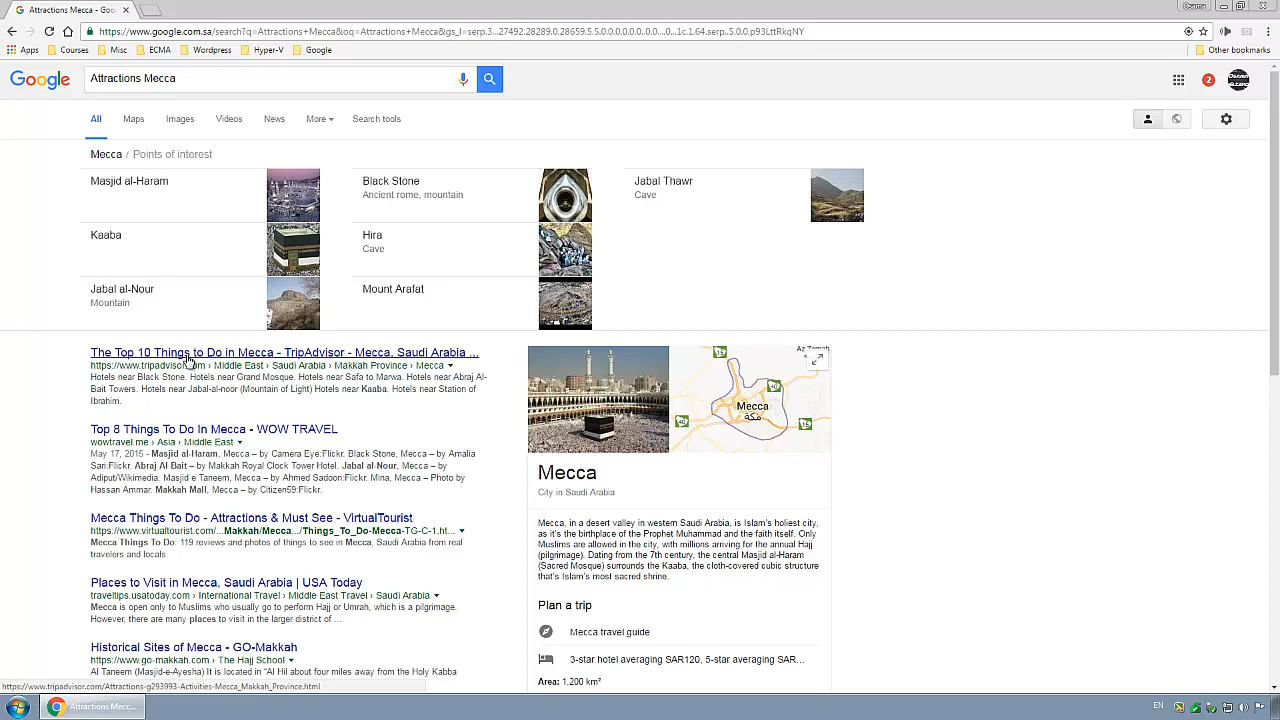 Attractions Mecca - Goo
https://www.google.com.sa/search?q=Attractions+Mecca&oq=Attractions+Mecca&gs_l=serp.3...27492.28289.0.28659.5.5.0.0.0.0.0.0..0....0...1c.1.64.serp..5.0.0.p93LttRkqNY
Apps Courses Misc ECMA Wordpress Hyper-V Google Other bookmarks
Google Attractions Mecca 2
All Maps Images Videos News More Search tools
Mecca / Points of interest
Masjid al-Haram
Black Stone
Ancient rome, mountain
Jabal Thawr
Cave
Kaaba
Hira
Cave
Jabal al-Nour
Mountain
Mount Arafat
The Top 10 Things to Do in Mecca - TripAdvisor - Mecca, Saudi Arabia ...
https://www.tripadvisor.com › Middle East › Saudi Arabia › Makkah Province › Mecca
Hotels near Black Stone. Hotels near Grand Mosque. Hotels near Safa to Marwa. Hotels near Abraj Al-
Bait Towers. Hotels near Jabal-al-noor (Mountain of Light) Hotels near Kaaba. Hotels near Station of
Ibrahim.
Top 8 Things To Do In Mecca - WOW TRAVEL
wowtravel.me › Asia › Middle East
May 17, 2015 - Masjid al-Haram, Mecca – by Camera Eye:Flickr. Black Stone, Mecca – by Amalia
Sari:Flickr. Abraj Al Bait – by Makkah Royal Clock Tower Hotel. Jabal al-Nour, Mecca – by
Adiput/Wikimedia. Masjid e Taneem, Mecca – by Ahmed Sadoon:Flickr. Mina, Mecca – Photo by
Hassan Ammar. Makkah Mall, Mecca – by Citizen59:Flickr.
Mecca Things To Do - Attractions & Must See - VirtualTourist
https://www.virtualtourist.com/...Makkah/Mecca.../Things_To_Do-Mecca-TG-C-1.ht...
Mecca Things To Do: 119 reviews and photos of things to see in Mecca, Saudi Arabia from real
travelers and locals.
Places to Visit in Mecca, Saudi Arabia | USA Today
traveltips.usatoday.com › International Travel › Middle East Travel › Saudi Arabia
Mecca is open only to Muslims who usually go to perform Hajj or Umrah, which is a pilgrimage.
However, there are many places to visit in the larger district of ...
Historical Sites of Mecca - GO-Makkah
https://www.go-makkah.com › The Hajj School
Al Taneem (Masjid-e-Ayesha) It is located in "Al Hil about four miles away from the Holy Kabba
Mecca
مكة
40
15
Mecca
City in Saudi Arabia
Mecca, in a desert valley in western Saudi Arabia, is Islam's holiest city,
as it's the birthplace of the Prophet Muhammad and the faith itself. Only
Muslims are allowed in the city, with millions arriving for the annual Hajj
(pilgrimage). Dating from the 7th century, the central Masjid al-Haram
(Sacred Mosque) surrounds the Kaaba, the cloth-covered cubic structure
that's Islam's most sacred shrine.
Plan a trip
Mecca travel guide
3-star hotel averaging SAR120, 5-star averaging SAR...
Area: 1,200 km²
https://www.tripadvisor.com/Attractions-g293993-Activities-Mecca_Makkah_Province.html
Attractions Mecc...
EN